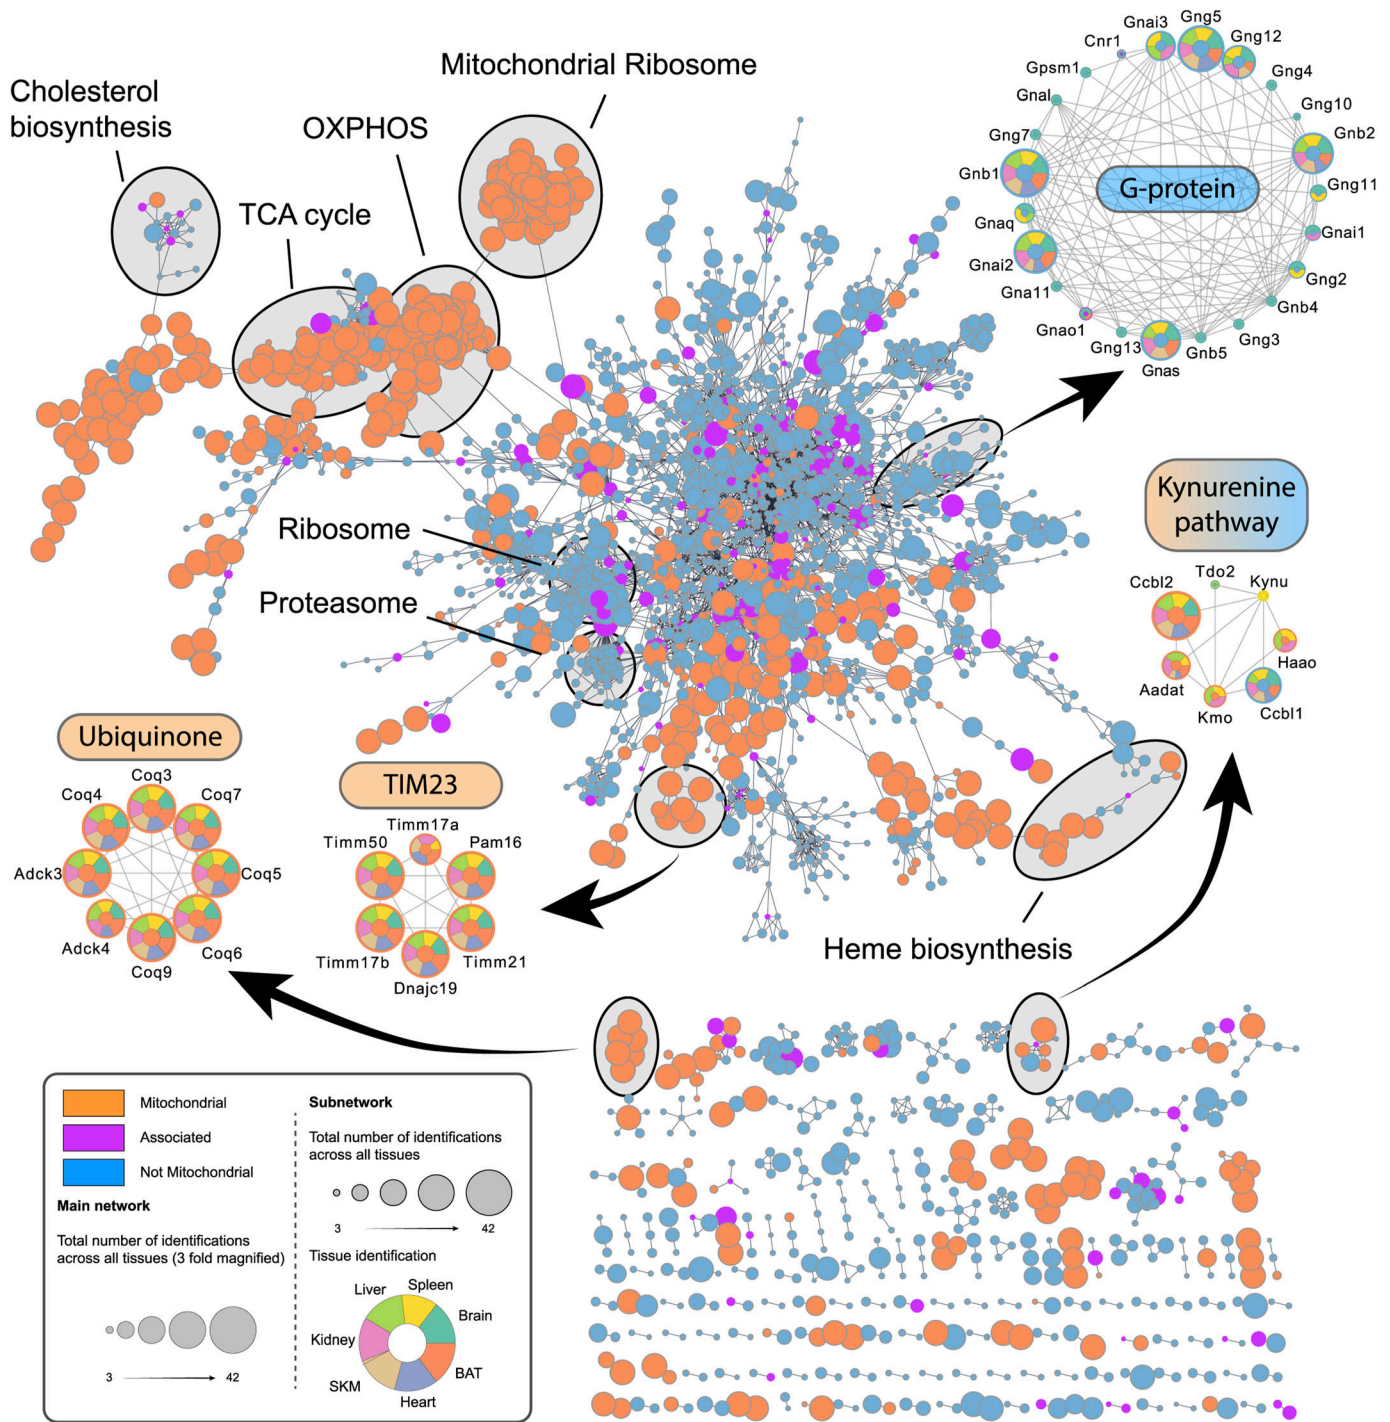 Cholesterol
biosynthesis
OXPHOS
Mitochondrial Ribosome
TCA cycle
Ribosome
Proteasome
Heme biosynthesis
G-protein
Gnai3
Gng5
Gng12
Cnr1
Gpsm1
Gng4
Gnal
Gng10
Gng7
Gnb2
Gnb1
Gng11
Gnaq
Gnai1
Gnai2
Gng2
Gna11
Gnb4
Gnao1
Gng3
Gng13
Gnb5
Gnas
Kynurenine
pathway
Ccbl2
Tdo2
Kynu
Haao
Aadat
Kmo
Ccbl1
Ubiquinone
Coq3
Coq4
Coq7
Adck3
Coq5
Adck4
Coq6
Coq9
TIM23
Timm17a
Timm50
Pam16
Timm17b
Timm21
Dnajc19
Mitochondrial
Associated
Not Mitochondrial
Main network
Total number of identifications
across all tissues (3 fold magnified)
3
42
Subnetwork
Total number of identifications
across all tissues
3
42
Tissue identification
Liver
Spleen
Brain
Kidney
BAT
SKM
Heart